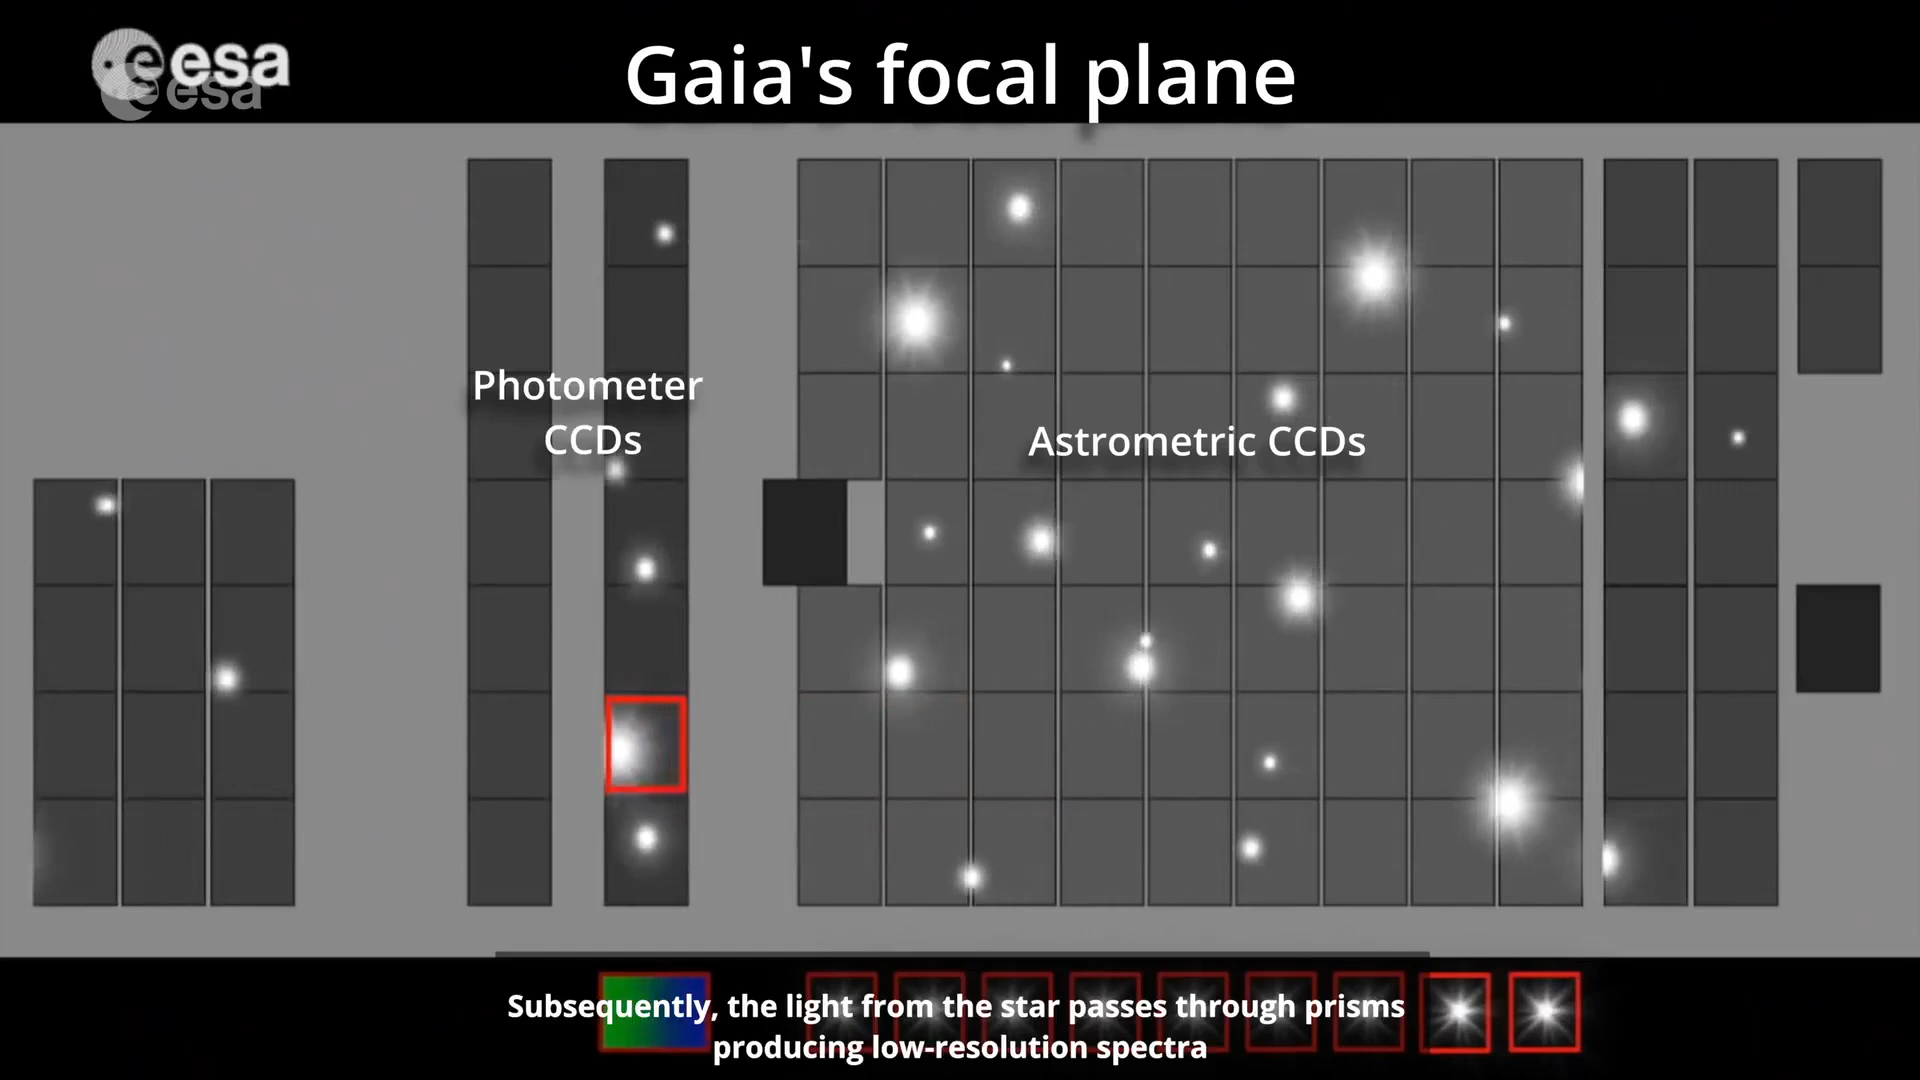 esa
esa
Gaia's focal plane
Photometer
CCDs
Astrometric CCDs
Subsequently, the light from the star passes through prisms
producing low-resolution spectra